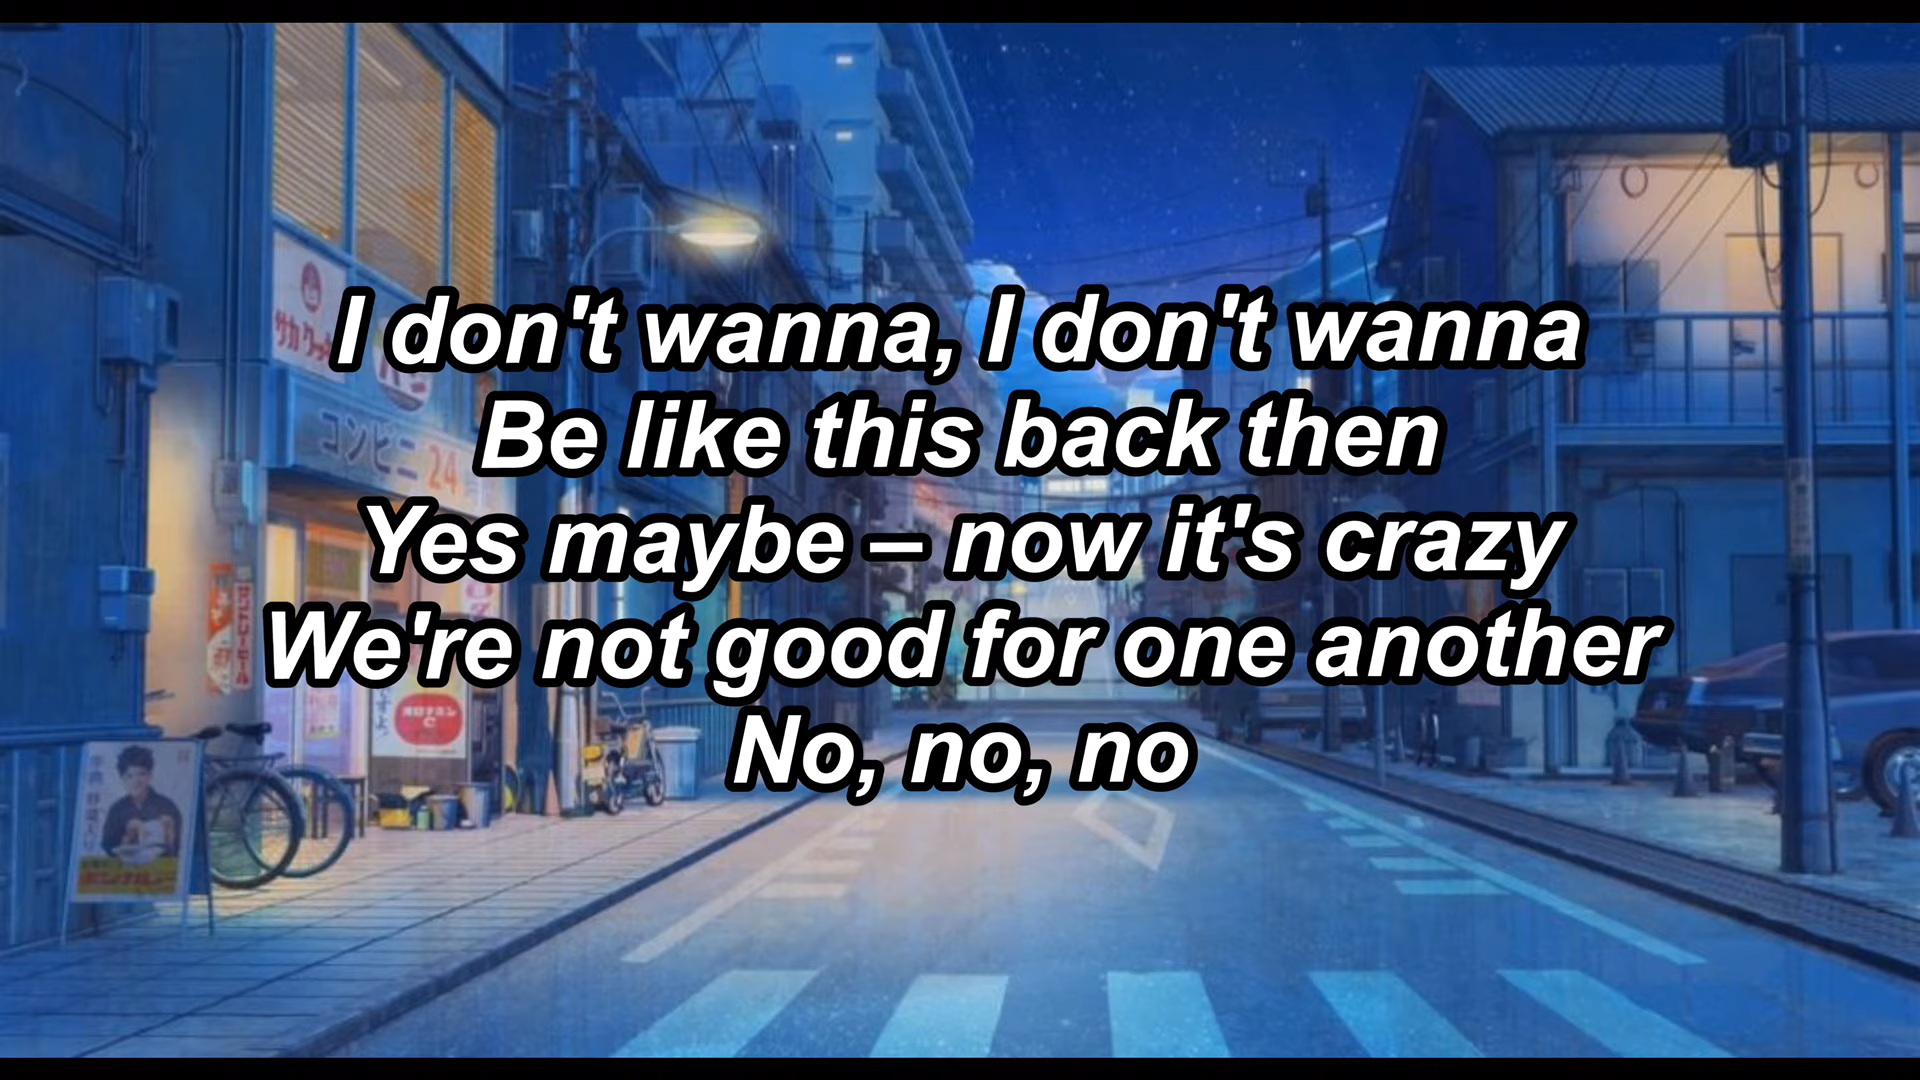 I don't wanna, I don't wanna
Be like this back then
Yes maybe – now it's crazy
We're not good for one another
No, no, no
コンビニ 24